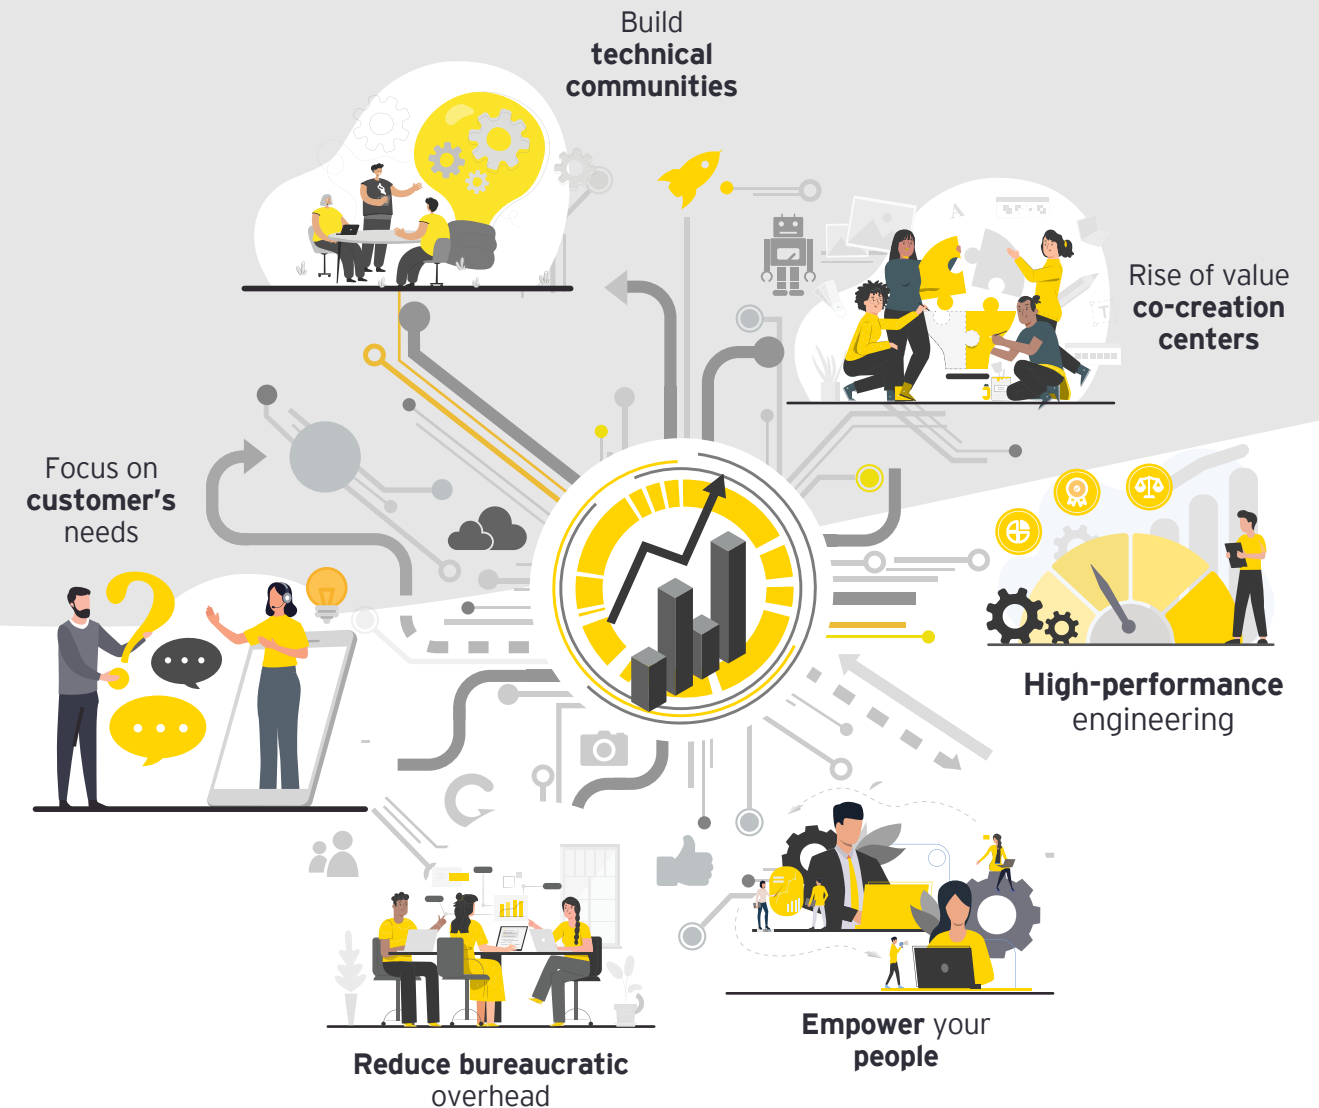 Build
technical
communities
Rise of value
co-creation
centers
Focus on
customer's
needs
High-performance
engineering
Empower your
people
Reduce bureaucratic
overhead